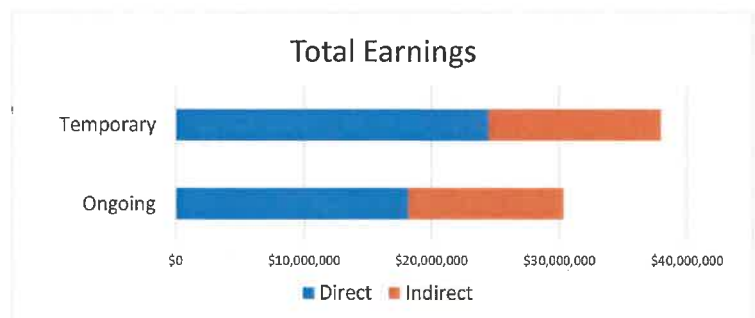 Total Earnings
Temporary
Ongoing
$0 $10,000,000 $20,000,000 $30,000,000 $40,000,000
Direct Indirect